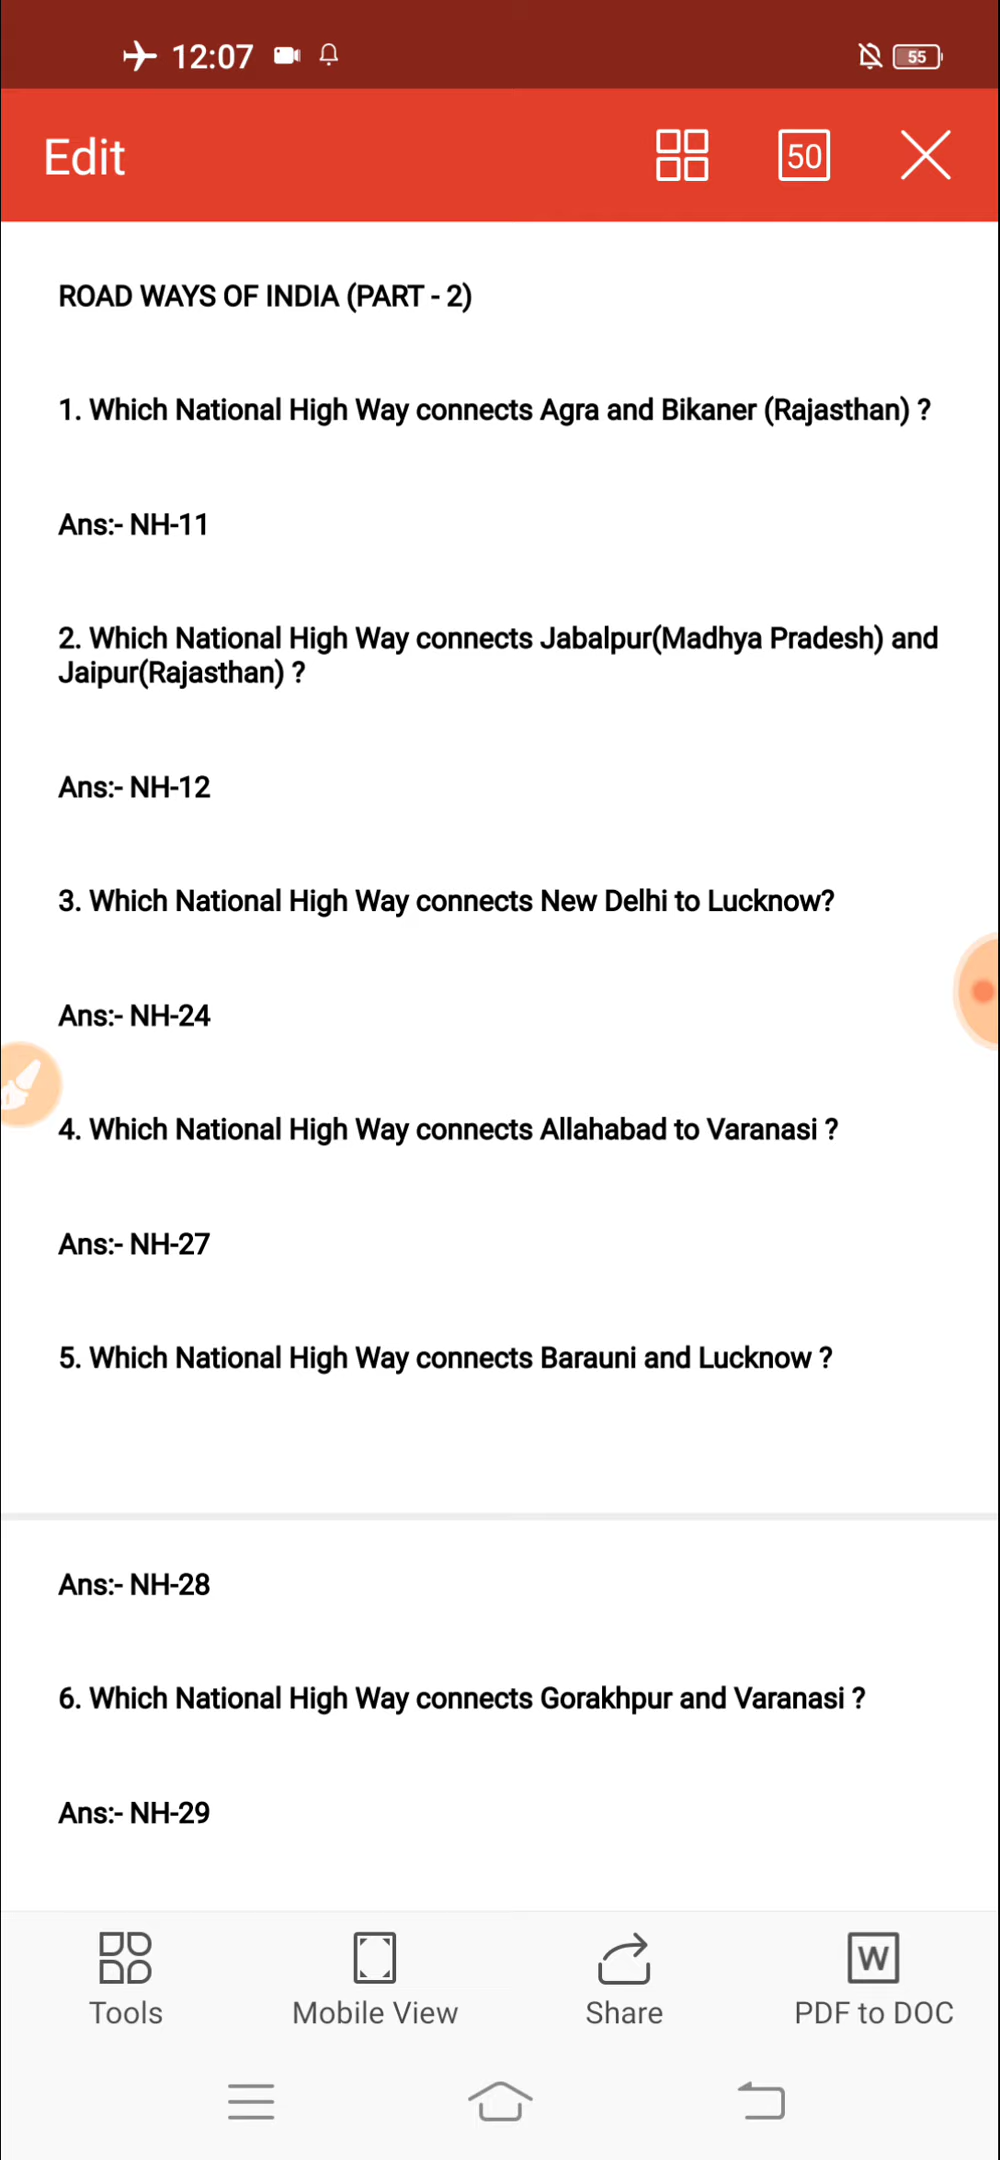 12:07
55
Edit
50
ROAD WAYS OF INDIA (PART - 2)
1. Which National High Way connects Agra and Bikaner (Rajasthan) ?
Ans:- NH-11
2. Which National High Way connects Jabalpur(Madhya Pradesh) and
Jaipur(Rajasthan) ?
Ans:- NH-12
3. Which National High Way connects New Delhi to Lucknow?
Ans:- NH-24
4. Which National High Way connects Allahabad to Varanasi ?
Ans:- NH-27
5. Which National High Way connects Barauni and Lucknow ?
Ans:- NH-28
6. Which National High Way connects Gorakhpur and Varanasi ?
Ans:- NH-29
Tools
Mobile View
Share
W
PDF to DOC